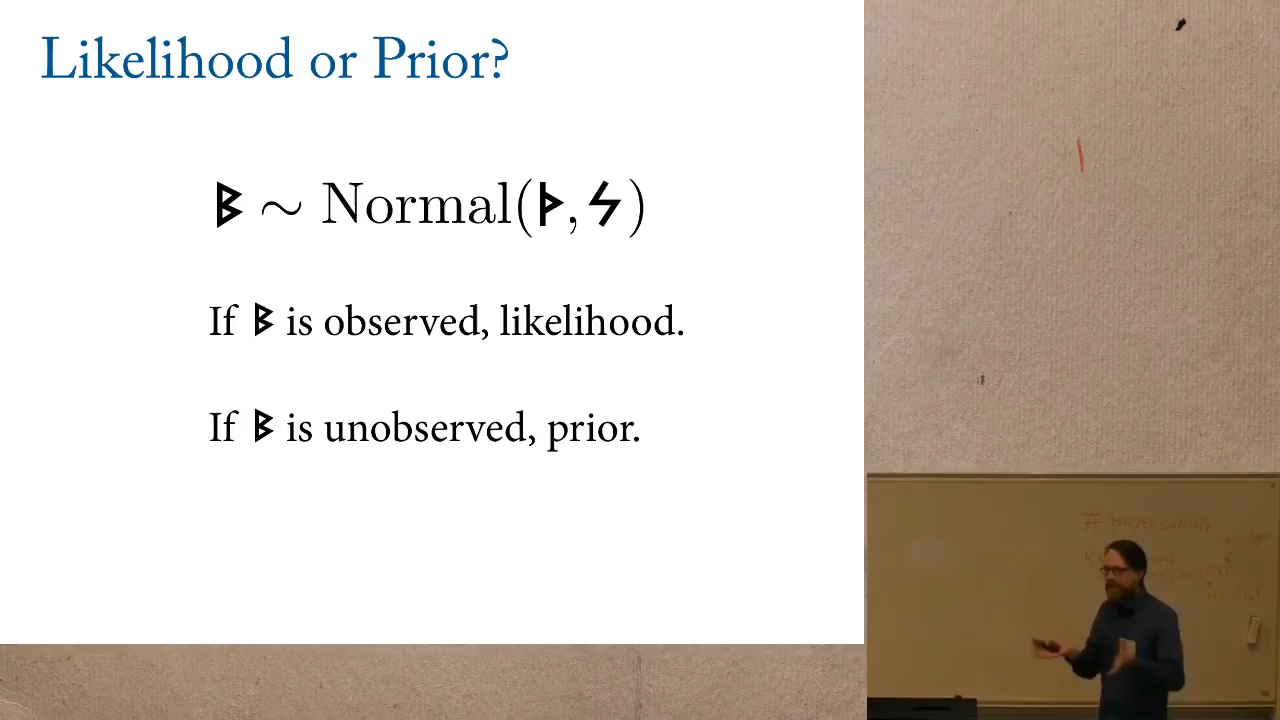 Likelihood or Prior?
ᛒ ∼ Normal(ᚦ, ᛋ)
If ᛒ is observed, likelihood.
If ᛒ is unobserved, prior.